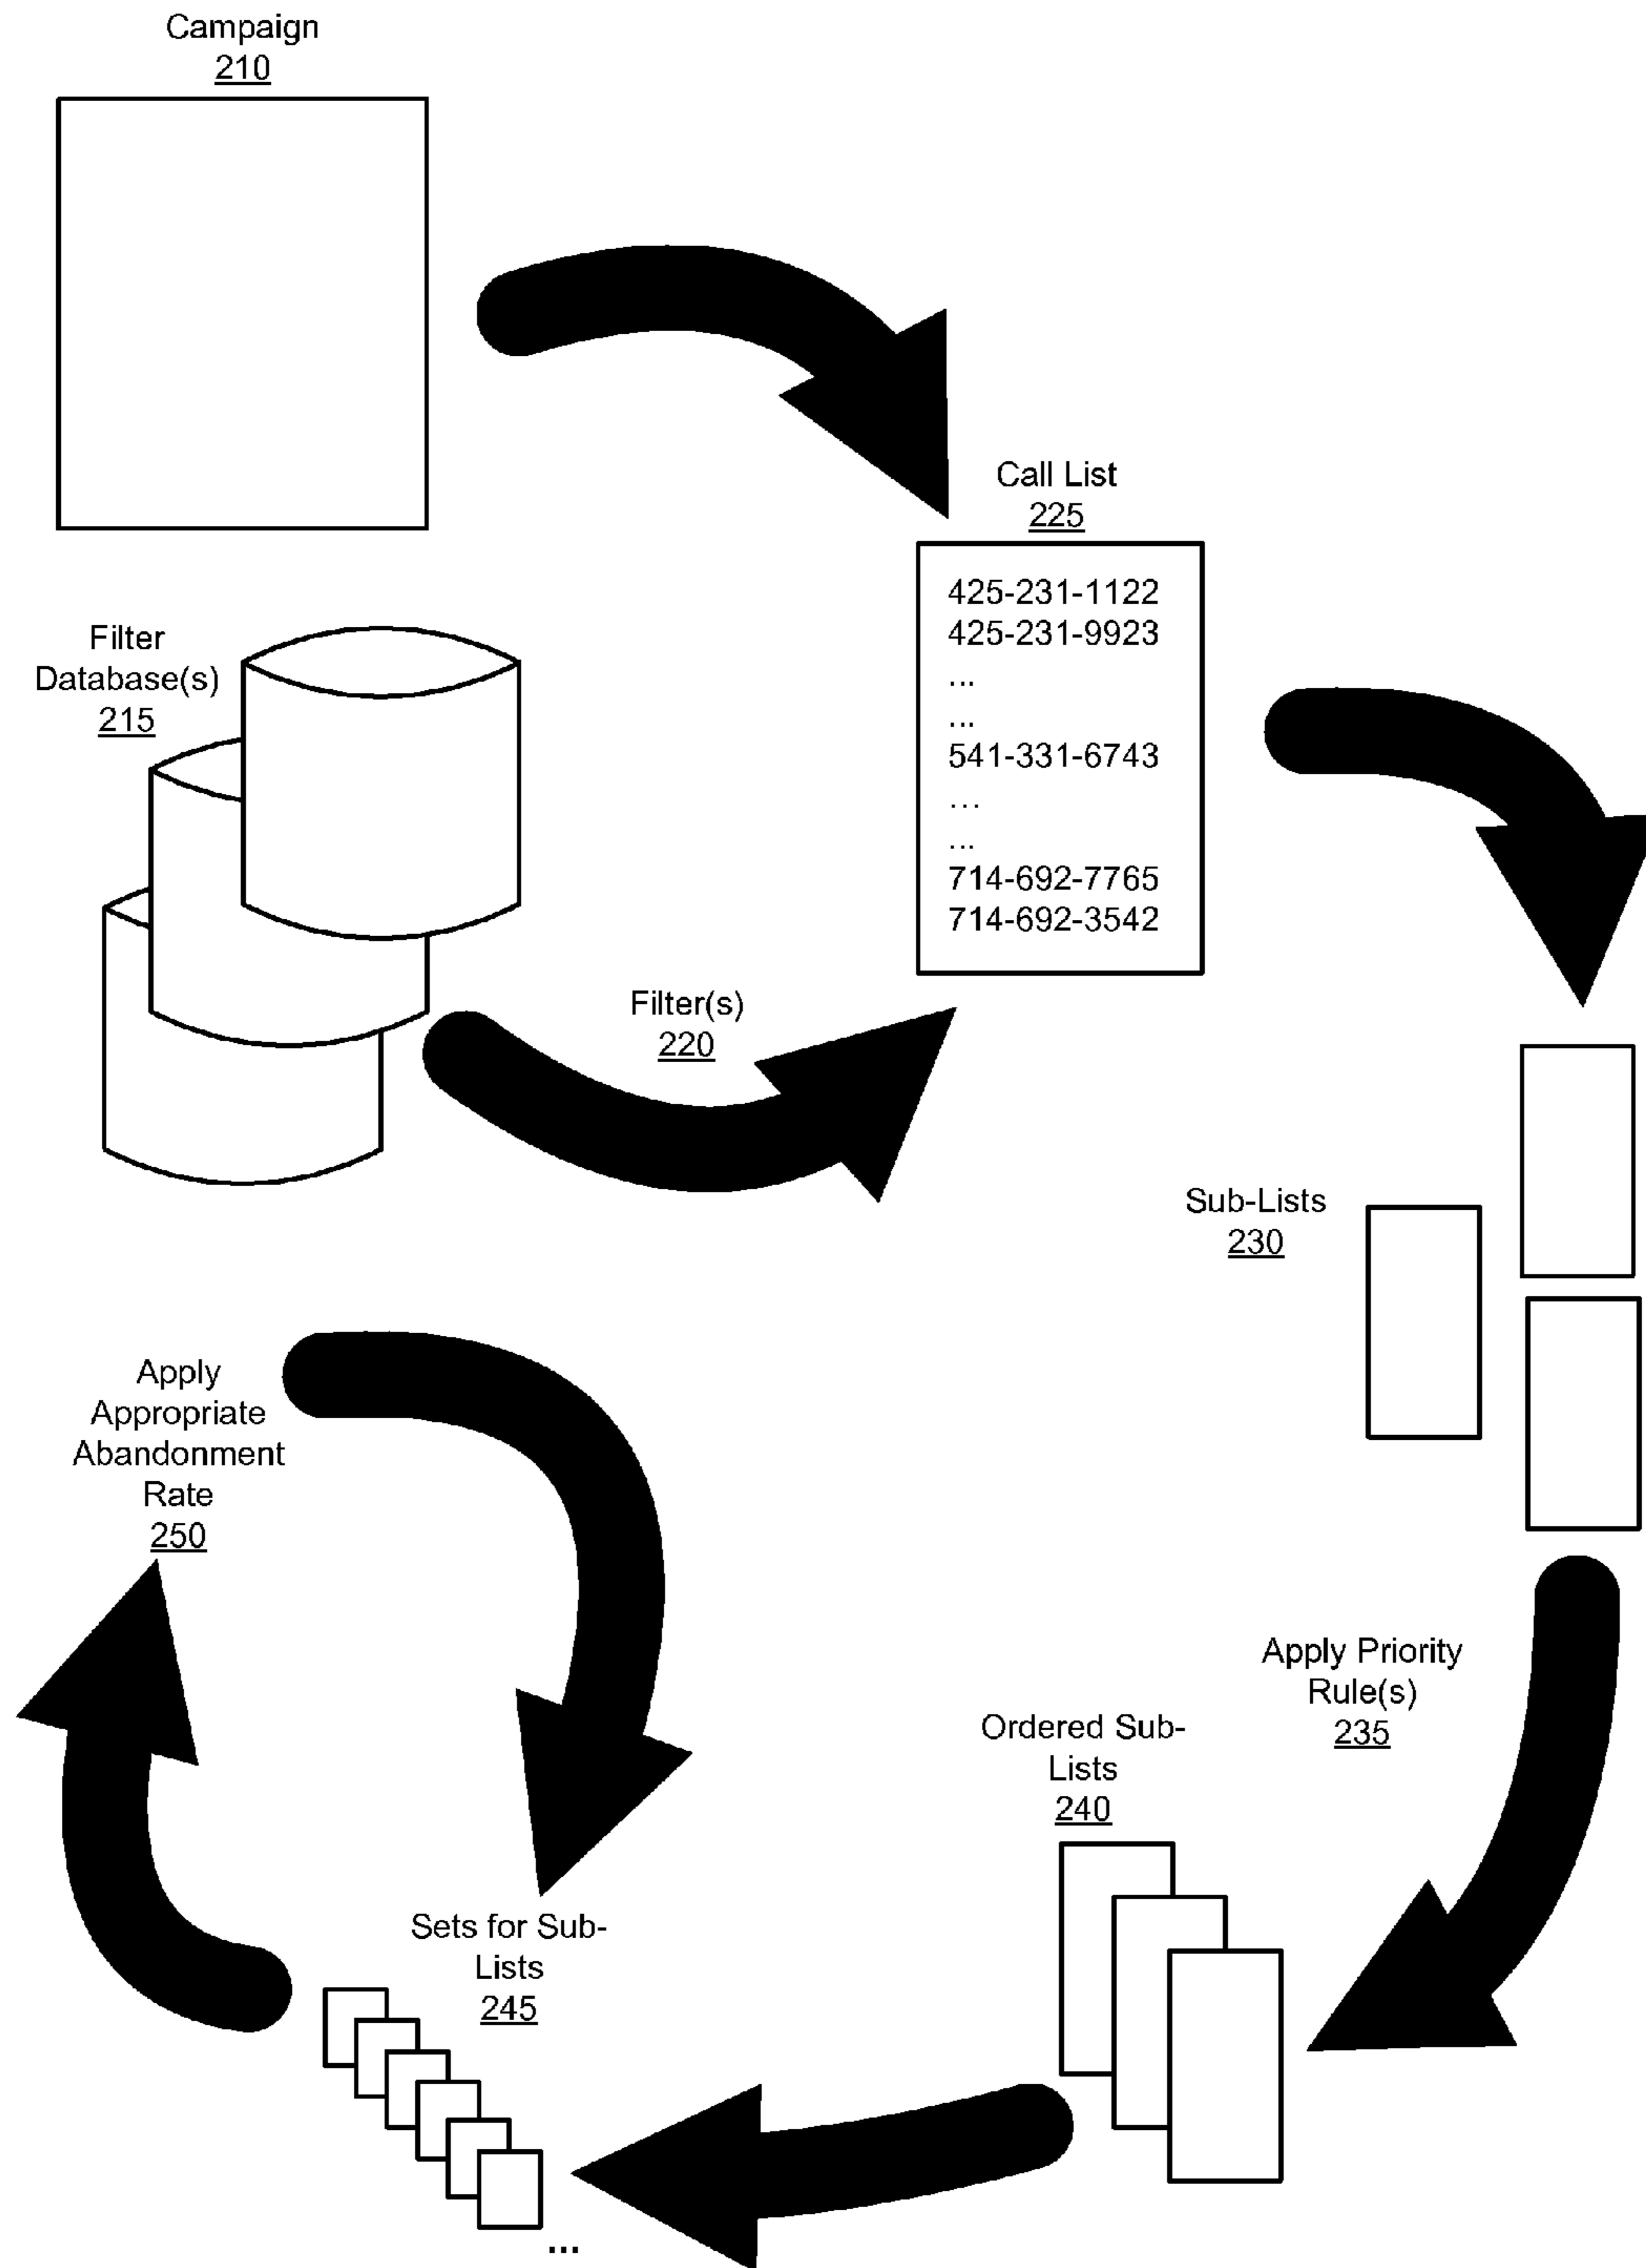 Campaign
210
Call List
225
425-231-1122
425-231-9923
...
...
541-331-6743
...
...
714-692-7765
714-692-3542
Filter
Database(s)
215
Filter(s)
220
Sub-Lists
230
Apply
Appropriate
Abandonment
Rate
250
Apply Priority
Rule(s)
235
Ordered Sub-
Lists
240
Sets for Sub-
Lists
245
...